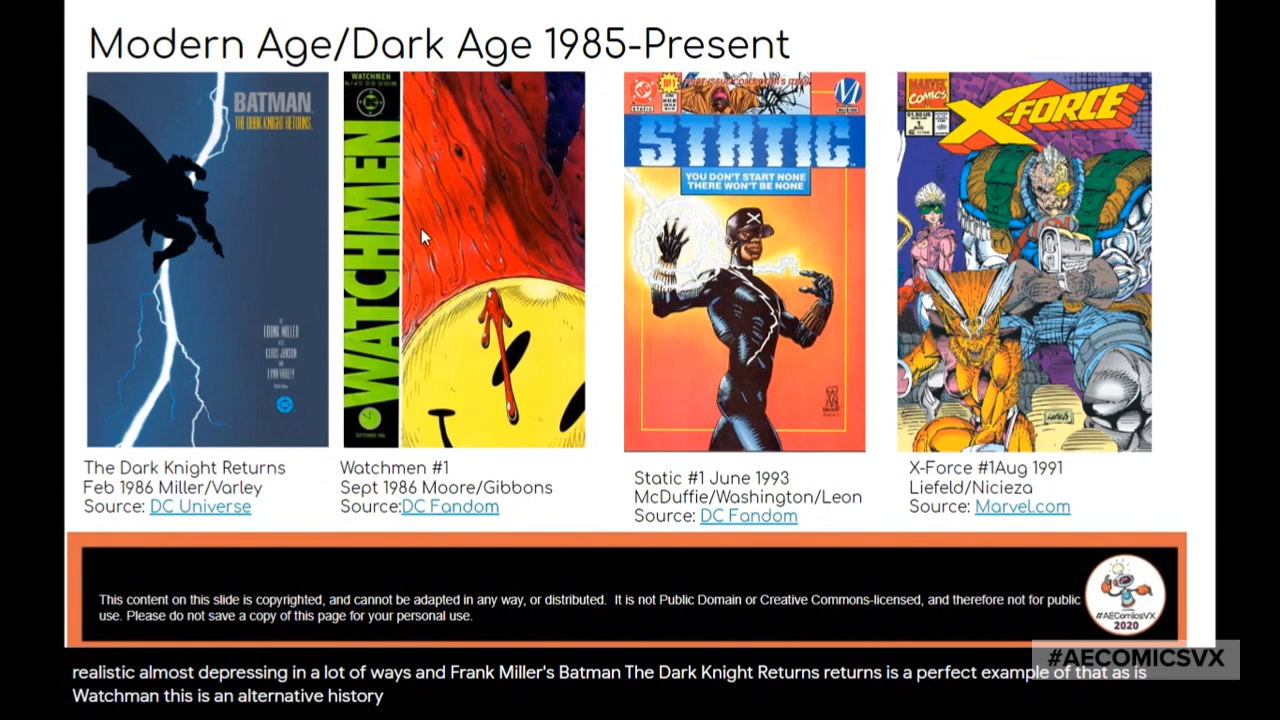 Modern Age/Dark Age 1985-Present
BATMAN
THE DARK KNIGHT RETURNS
FRANK MILLER
WATCHMEN
WATCHMEN
STATIC
YOU DON'T START NONE
THERE WON'T BE NONE
MARVEL
COMICS
X-FORCE
The Dark Knight Returns
Feb 1986 Miller/Varley
Source: DC Universe
Watchmen #1
Sept 1986 Moore/Gibbons
Source:DC Fandom
Static #1 June 1993
McDuffie/Washington/Leon
Source: DC Fandom
X-Force #1Aug 1991
Liefeld/Nicieza
Source: Marvel.com
This content on this slide is copyrighted, and cannot be adapted in any way, or distributed. It is not Public Domain or Creative Commons-licensed, and therefore not for public
use. Please do not save a copy of this page for your personal use.
#AEComicsVX
2020
#AECOMICSVX
realistic almost depressing in a lot of ways and Frank Miller's Batman The Dark Knight Returns returns is a perfect example of that as is
Watchman this is an alternative history